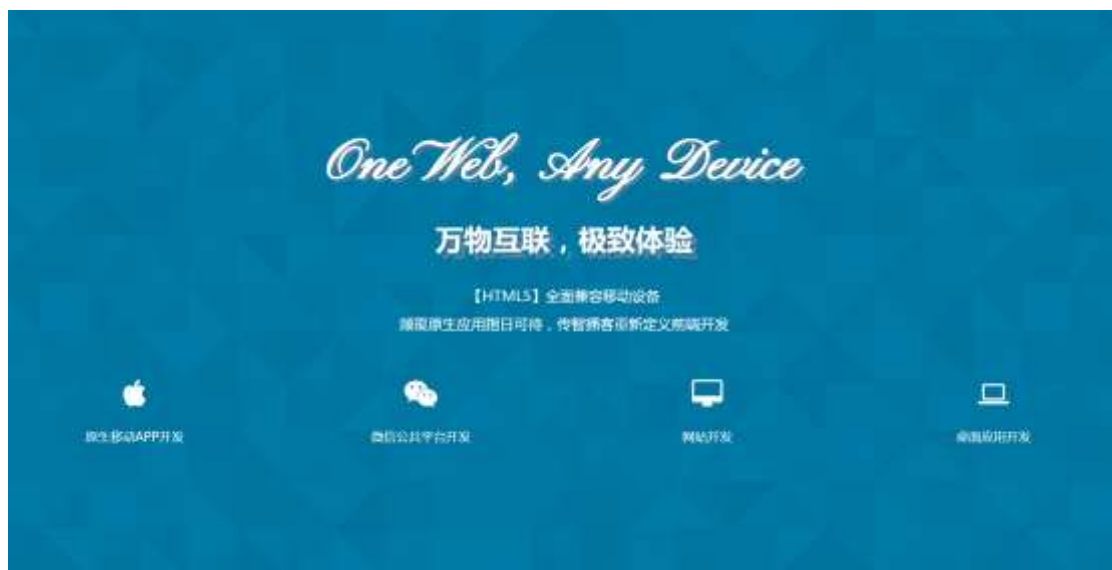 One Web, Any Device
万物互联，极致体验
【HTML5】全面兼容移动设备
颠覆原生应用指日可待，传智播客重新定义前端开发
原生移动APP开发
微信公共平台开发
网站开发
桌面应用开发